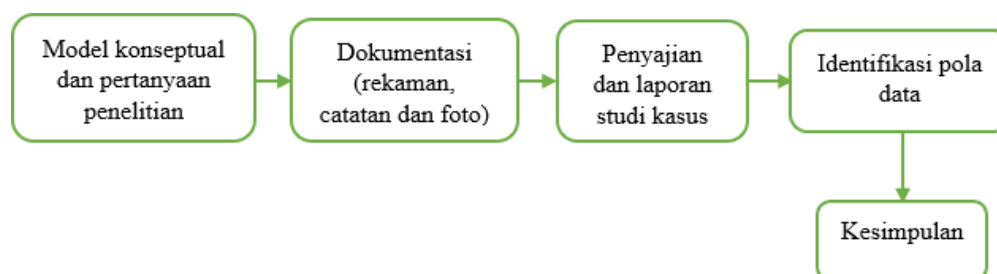 Model konseptual
dan pertanyaan
penelitian
Dokumentasi
(rekaman,
catatan dan foto)
Penyajian
dan laporan
studi kasus
Identifikasi pola
data
Kesimpulan